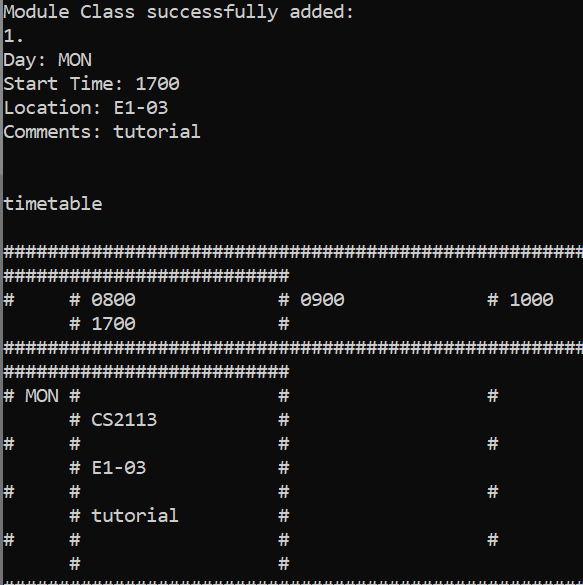 Module Class successfully added:
1.
Day: MON
Start Time: 1700
Location: E1-03
Comments: tutorial
timetable
#####################################################
##########################
#     # 0800             # 0900             # 1000
      # 1700             #
#####################################################
##########################
# MON #                  #                  #
      # CS2113           #
#     #                  #                  #
      # E1-03            #
#     #                  #                  #
      # tutorial         #
#     #                  #                  #
      #                  #
#####################################################